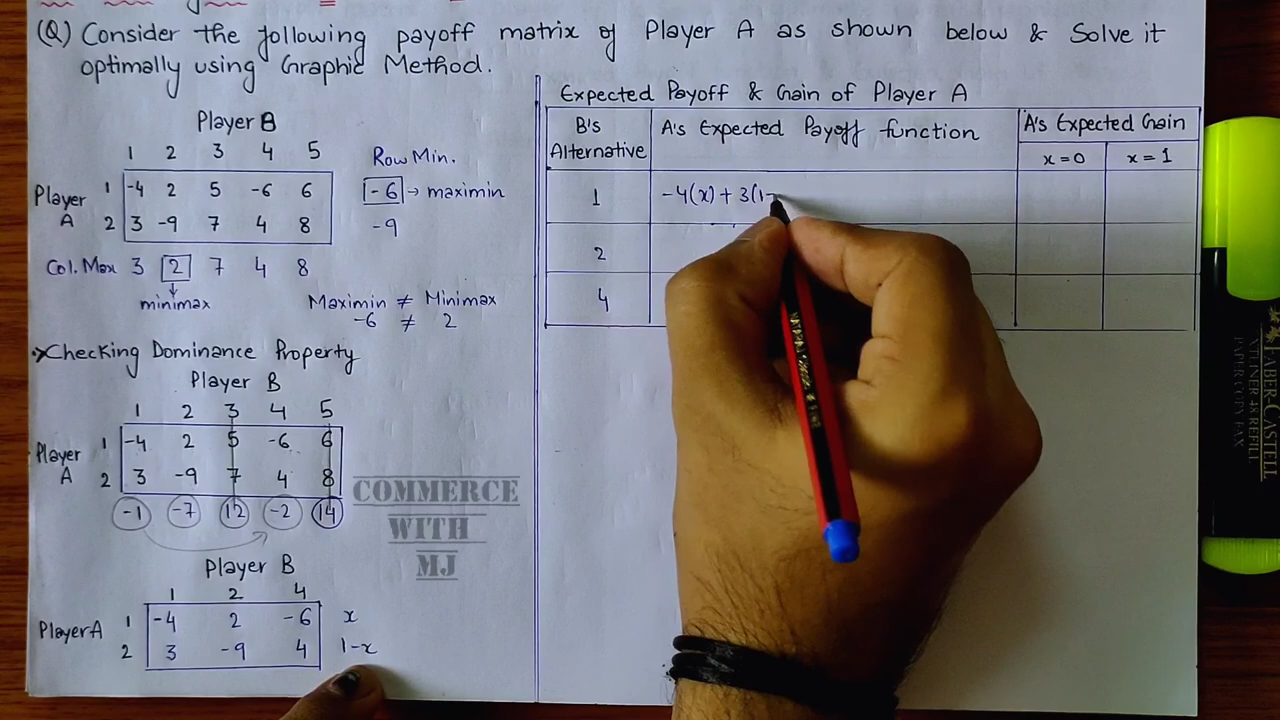 (Q) Consider the following payoff matrix of Player A as shown below & Solve it
optimally using Graphic Method.
Player B
1 2 3 4 5
Row Min.
Player A
1 -4 2 5 -6 6 -6 → maximin
2 3 -9 7 4 8 -9
Col. Max 3 2 7 4 8
minimax
Maximin ≠ Minimax
-6 ≠ 2
Checking Dominance Property
Player B
1 2 3 4 5
Player A
1 -4 2 5 -6 6
2 3 -9 7 4 8
-1 -7 12 -2 14
Player B
1 2 4
Player A
1 -4 2 -6 x
2 3 -9 4 1-x
COMMERCE
WITH
MJ
Expected Payoff & Gain of Player A
B's Alternative
A's Expected Payoff function
A's Expected Gain
x=0 x=1
1 -4(x) + 3(1-
2
4
FABER-CASTELL